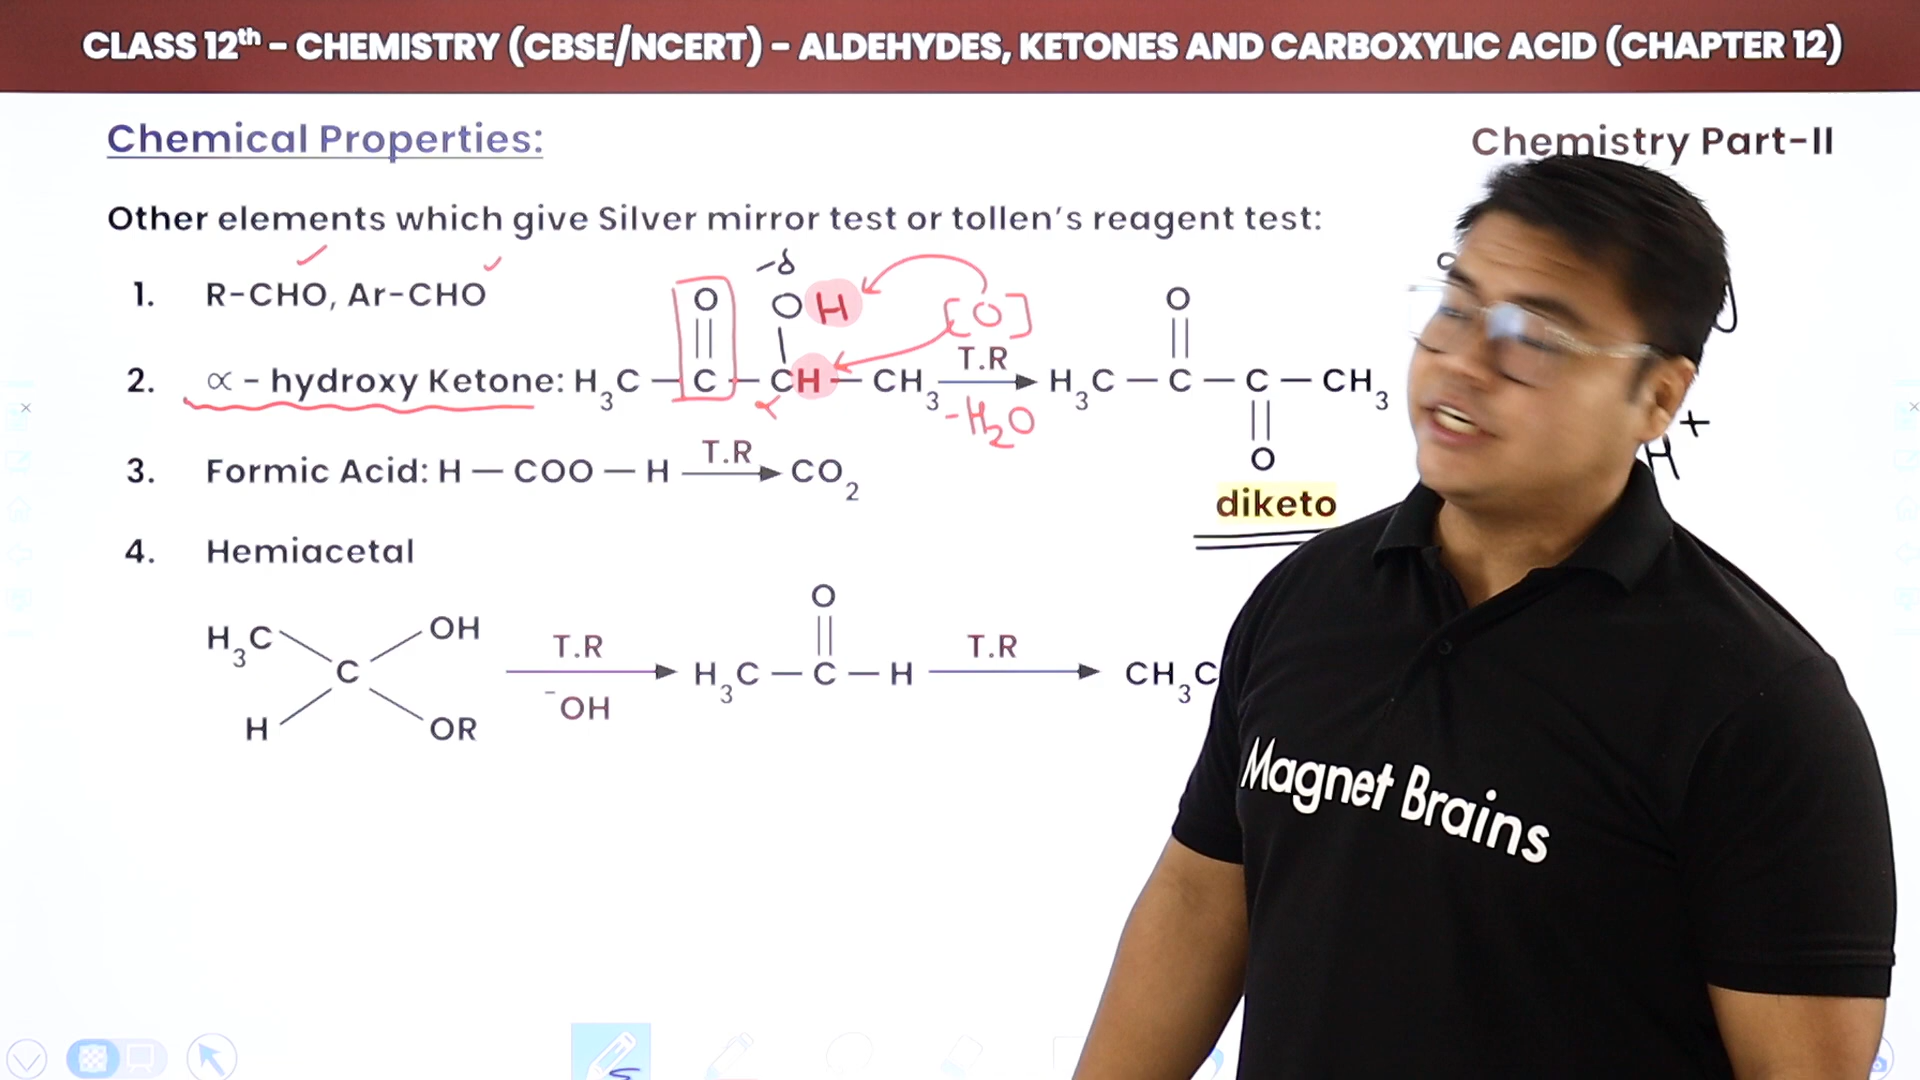 CLASS 12th – CHEMISTRY (CBSE/NCERT) – ALDEHYDES, KETONES AND CARBOXYLIC ACID (CHAPTER 12)
Chemical Properties:
Chemistry Part-II
Other elements which give Silver mirror test or tollen's reagent test:
1. R-CHO, Ar-CHO
O
-δ
OH
[O]
O
2. ∝ - hydroxy Ketone: H3C — C — CH — CH3 T.R H3C — C — C — CH3
α
-H2O
O
H+
diketo
3. Formic Acid: H — COO — H T.R CO2
4. Hemiacetal
O
H3C OH
C
H OR
T.R
-OH
H3C — C — H
T.R
CH3C
Magnet Brains